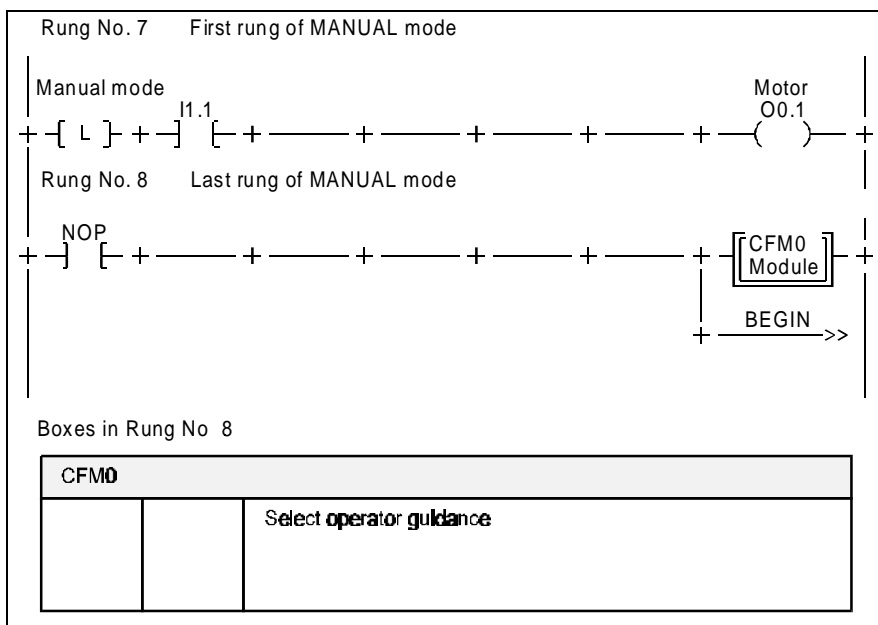 Rung No. 7 First rung of MANUAL mode
Manual mode
Motor
I1.1
O0.1
L
Rung No. 8 Last rung of MANUAL mode
NOP
CFM0
Module
BEGIN
>>
Boxes in Rung No 8
CFM0
Select operator guidance